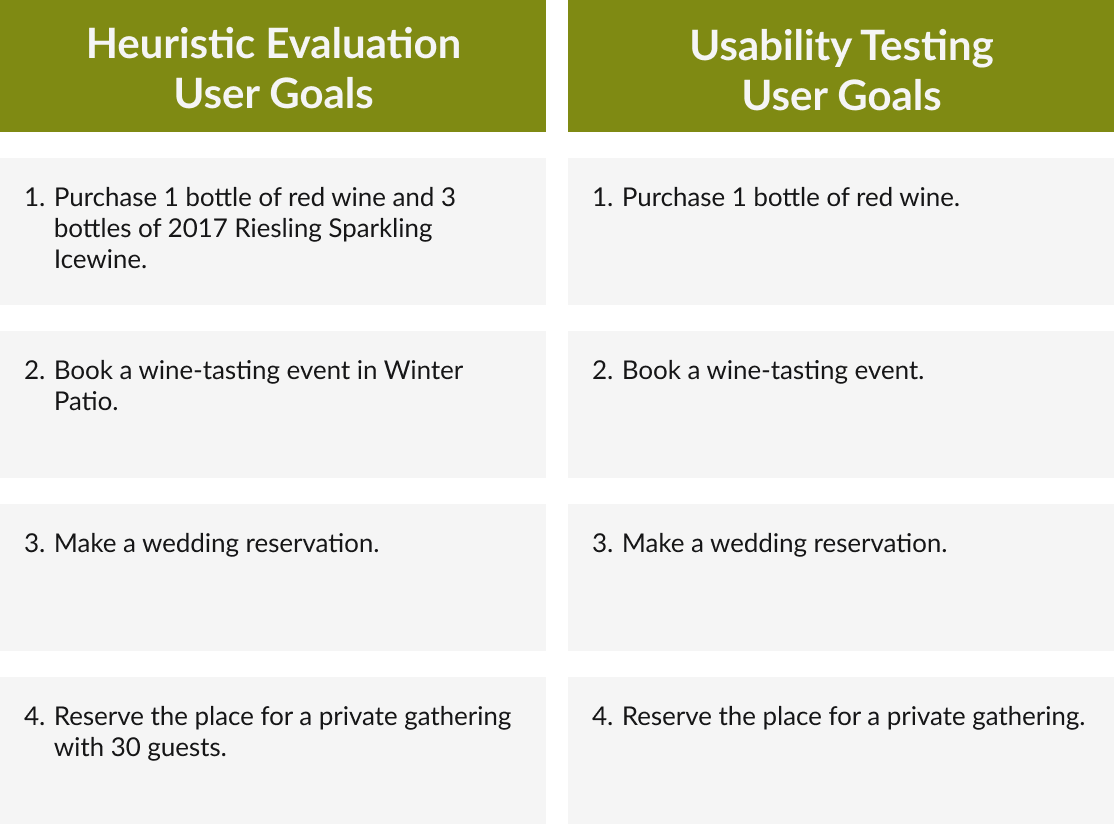 Heuristic Evaluation
User Goals
1. Purchase 1 bottle of red wine and 3
bottles of 2017 Riesling Sparkling
Icewine.
2. Book a wine-tasting event in Winter
Patio.
3. Make a wedding reservation.
4. Reserve the place for a private gathering
with 30 guests.
Usability Testing
User Goals
1. Purchase 1 bottle of red wine.
2. Book a wine-tasting event.
3. Make a wedding reservation.
4. Reserve the place for a private gathering.